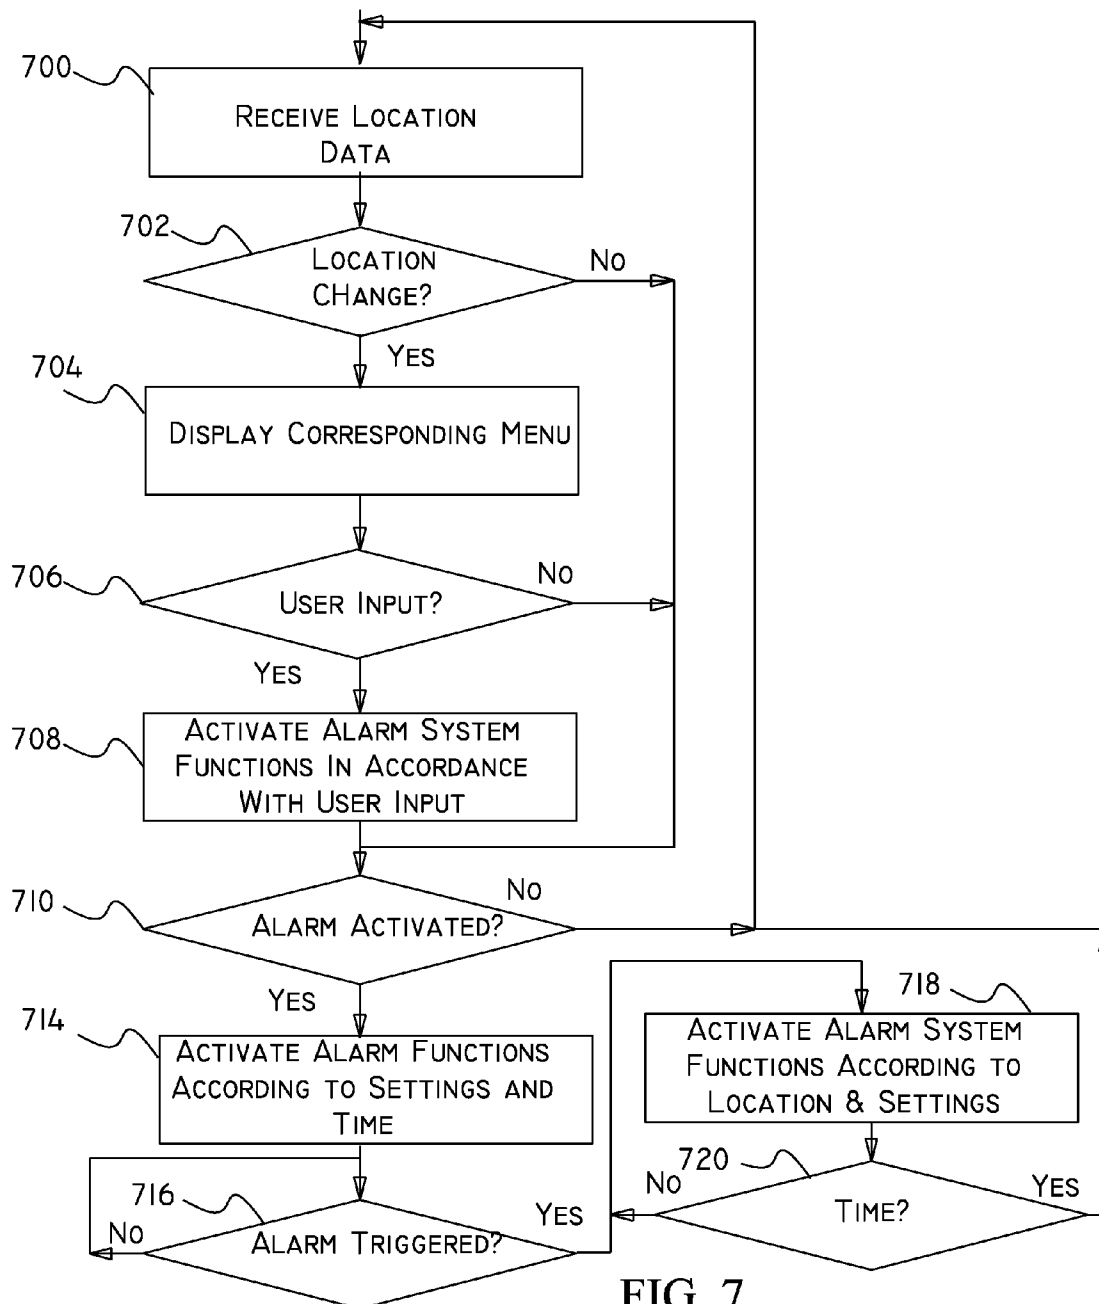 700
RECEIVE LOCATION
DATA
702
LOCATION
CHANGE?
NO
YES
704
DISPLAY CORRESPONDING MENU
706
USER INPUT?
NO
YES
708
ACTIVATE ALARM SYSTEM
FUNCTIONS IN ACCORDANCE
WITH USER INPUT
710
ALARM ACTIVATED?
NO
YES
714
ACTIVATE ALARM FUNCTIONS
ACCORDING TO SETTINGS AND
TIME
716
ALARM TRIGGERED?
NO
YES
718
ACTIVATE ALARM SYSTEM
FUNCTIONS ACCORDING TO
LOCATION & SETTINGS
720
TIME?
NO
YES
FIG. 7